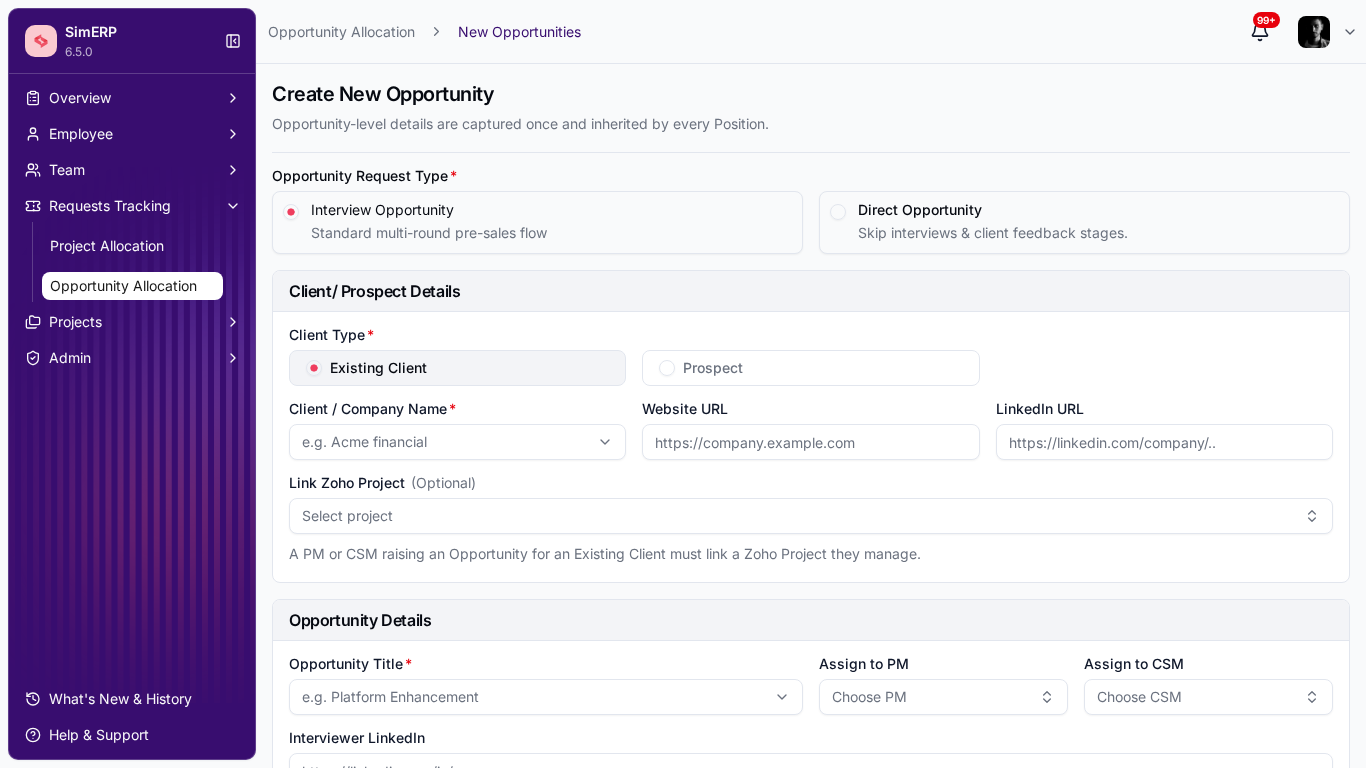 SimERP
6.5.0
Overview
Employee
Team
Requests Tracking
Project Allocation
Opportunity Allocation
Projects
Admin
What's New & History
Help & Support
Opportunity Allocation > New Opportunities
99+
Create New Opportunity
Opportunity-level details are captured once and inherited by every Position.
Opportunity Request Type*
Interview Opportunity
Standard multi-round pre-sales flow
Direct Opportunity
Skip interviews & client feedback stages.
Client/ Prospect Details
Client Type*
Existing Client
Prospect
Client / Company Name*
e.g. Acme financial
Website URL
https://company.example.com
LinkedIn URL
https://linkedin.com/company/..
Link Zoho Project (Optional)
Select project
A PM or CSM raising an Opportunity for an Existing Client must link a Zoho Project they manage.
Opportunity Details
Opportunity Title*
e.g. Platform Enhancement
Assign to PM
Choose PM
Assign to CSM
Choose CSM
Interviewer LinkedIn